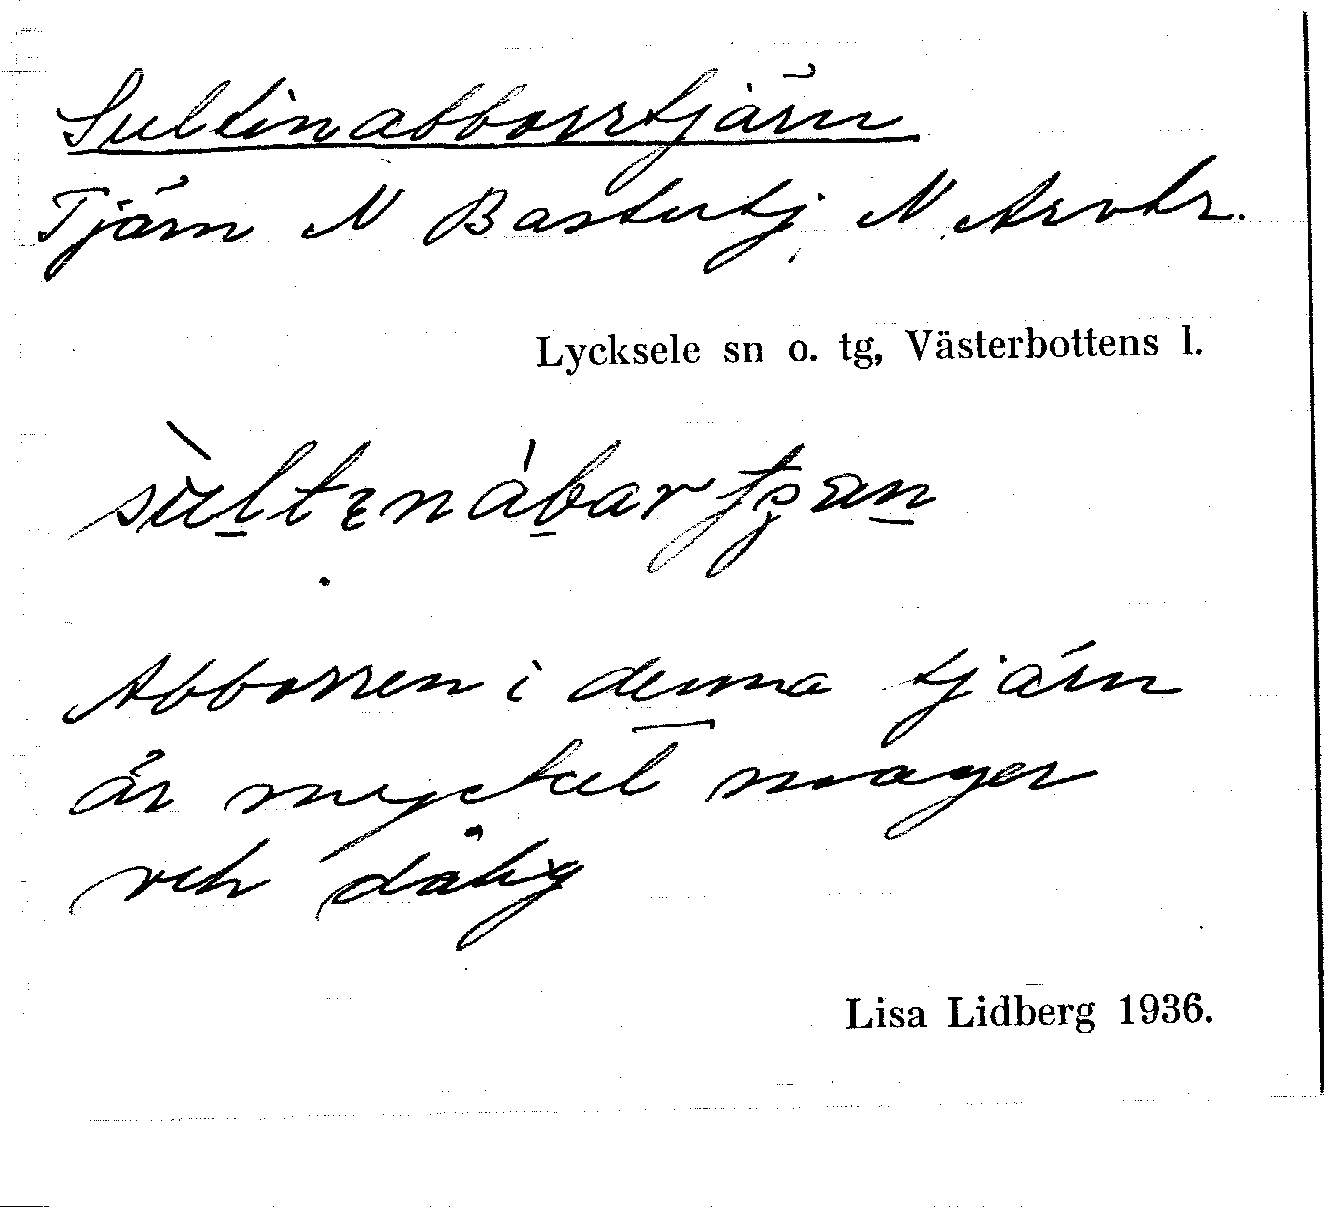 Sultinabborrtjärn
Tjärn N Bastutj. N Arvtr.
Lycksele sn o. tg, Västerbottens l.
Abborren i denna tjärn
är mycket mager
och dålig
Lisa Lidberg 1936.